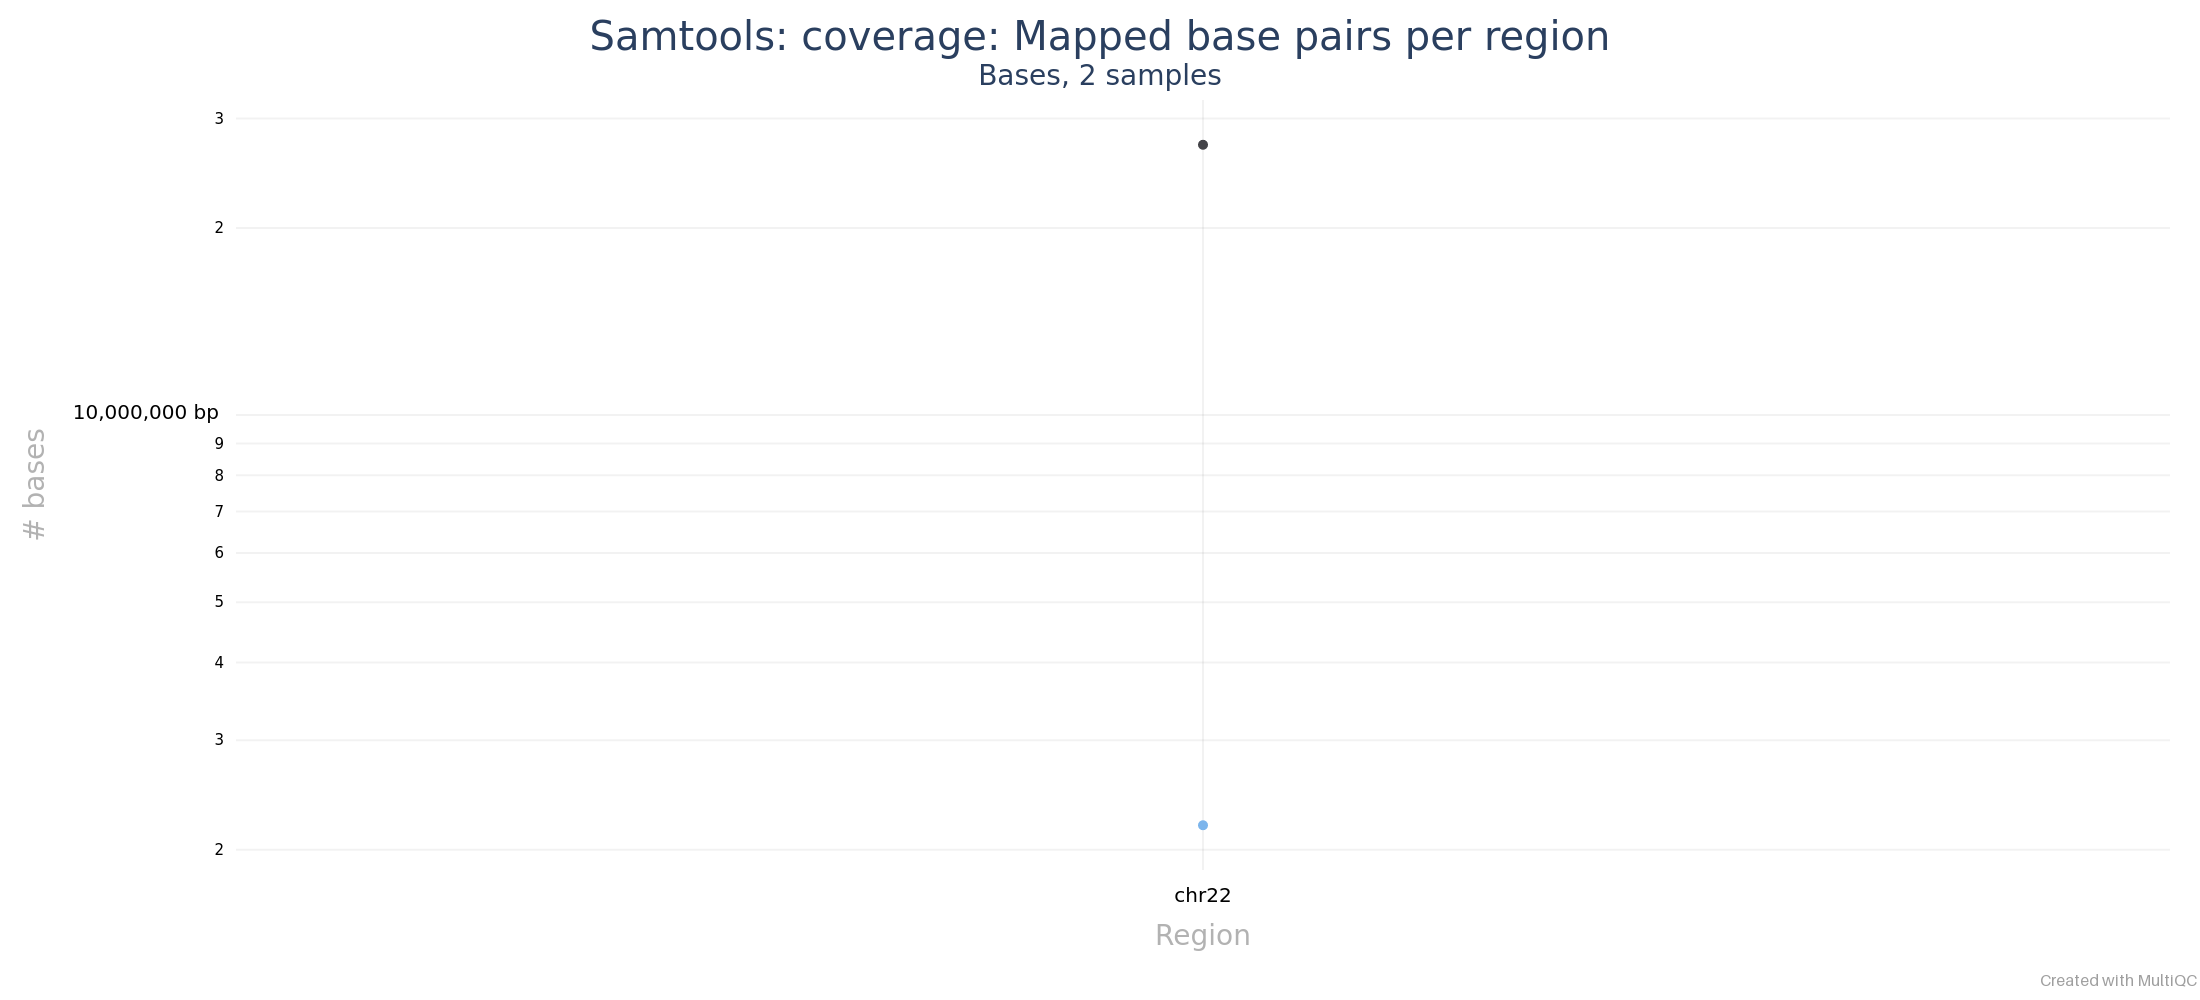 Samtools: coverage: Mapped base pairs per region
Bases, 2 samples
3
2
10,000,000 bp
9
8
7
6
5
4
3
2
# bases
chr22
Region
Created with MultiQC